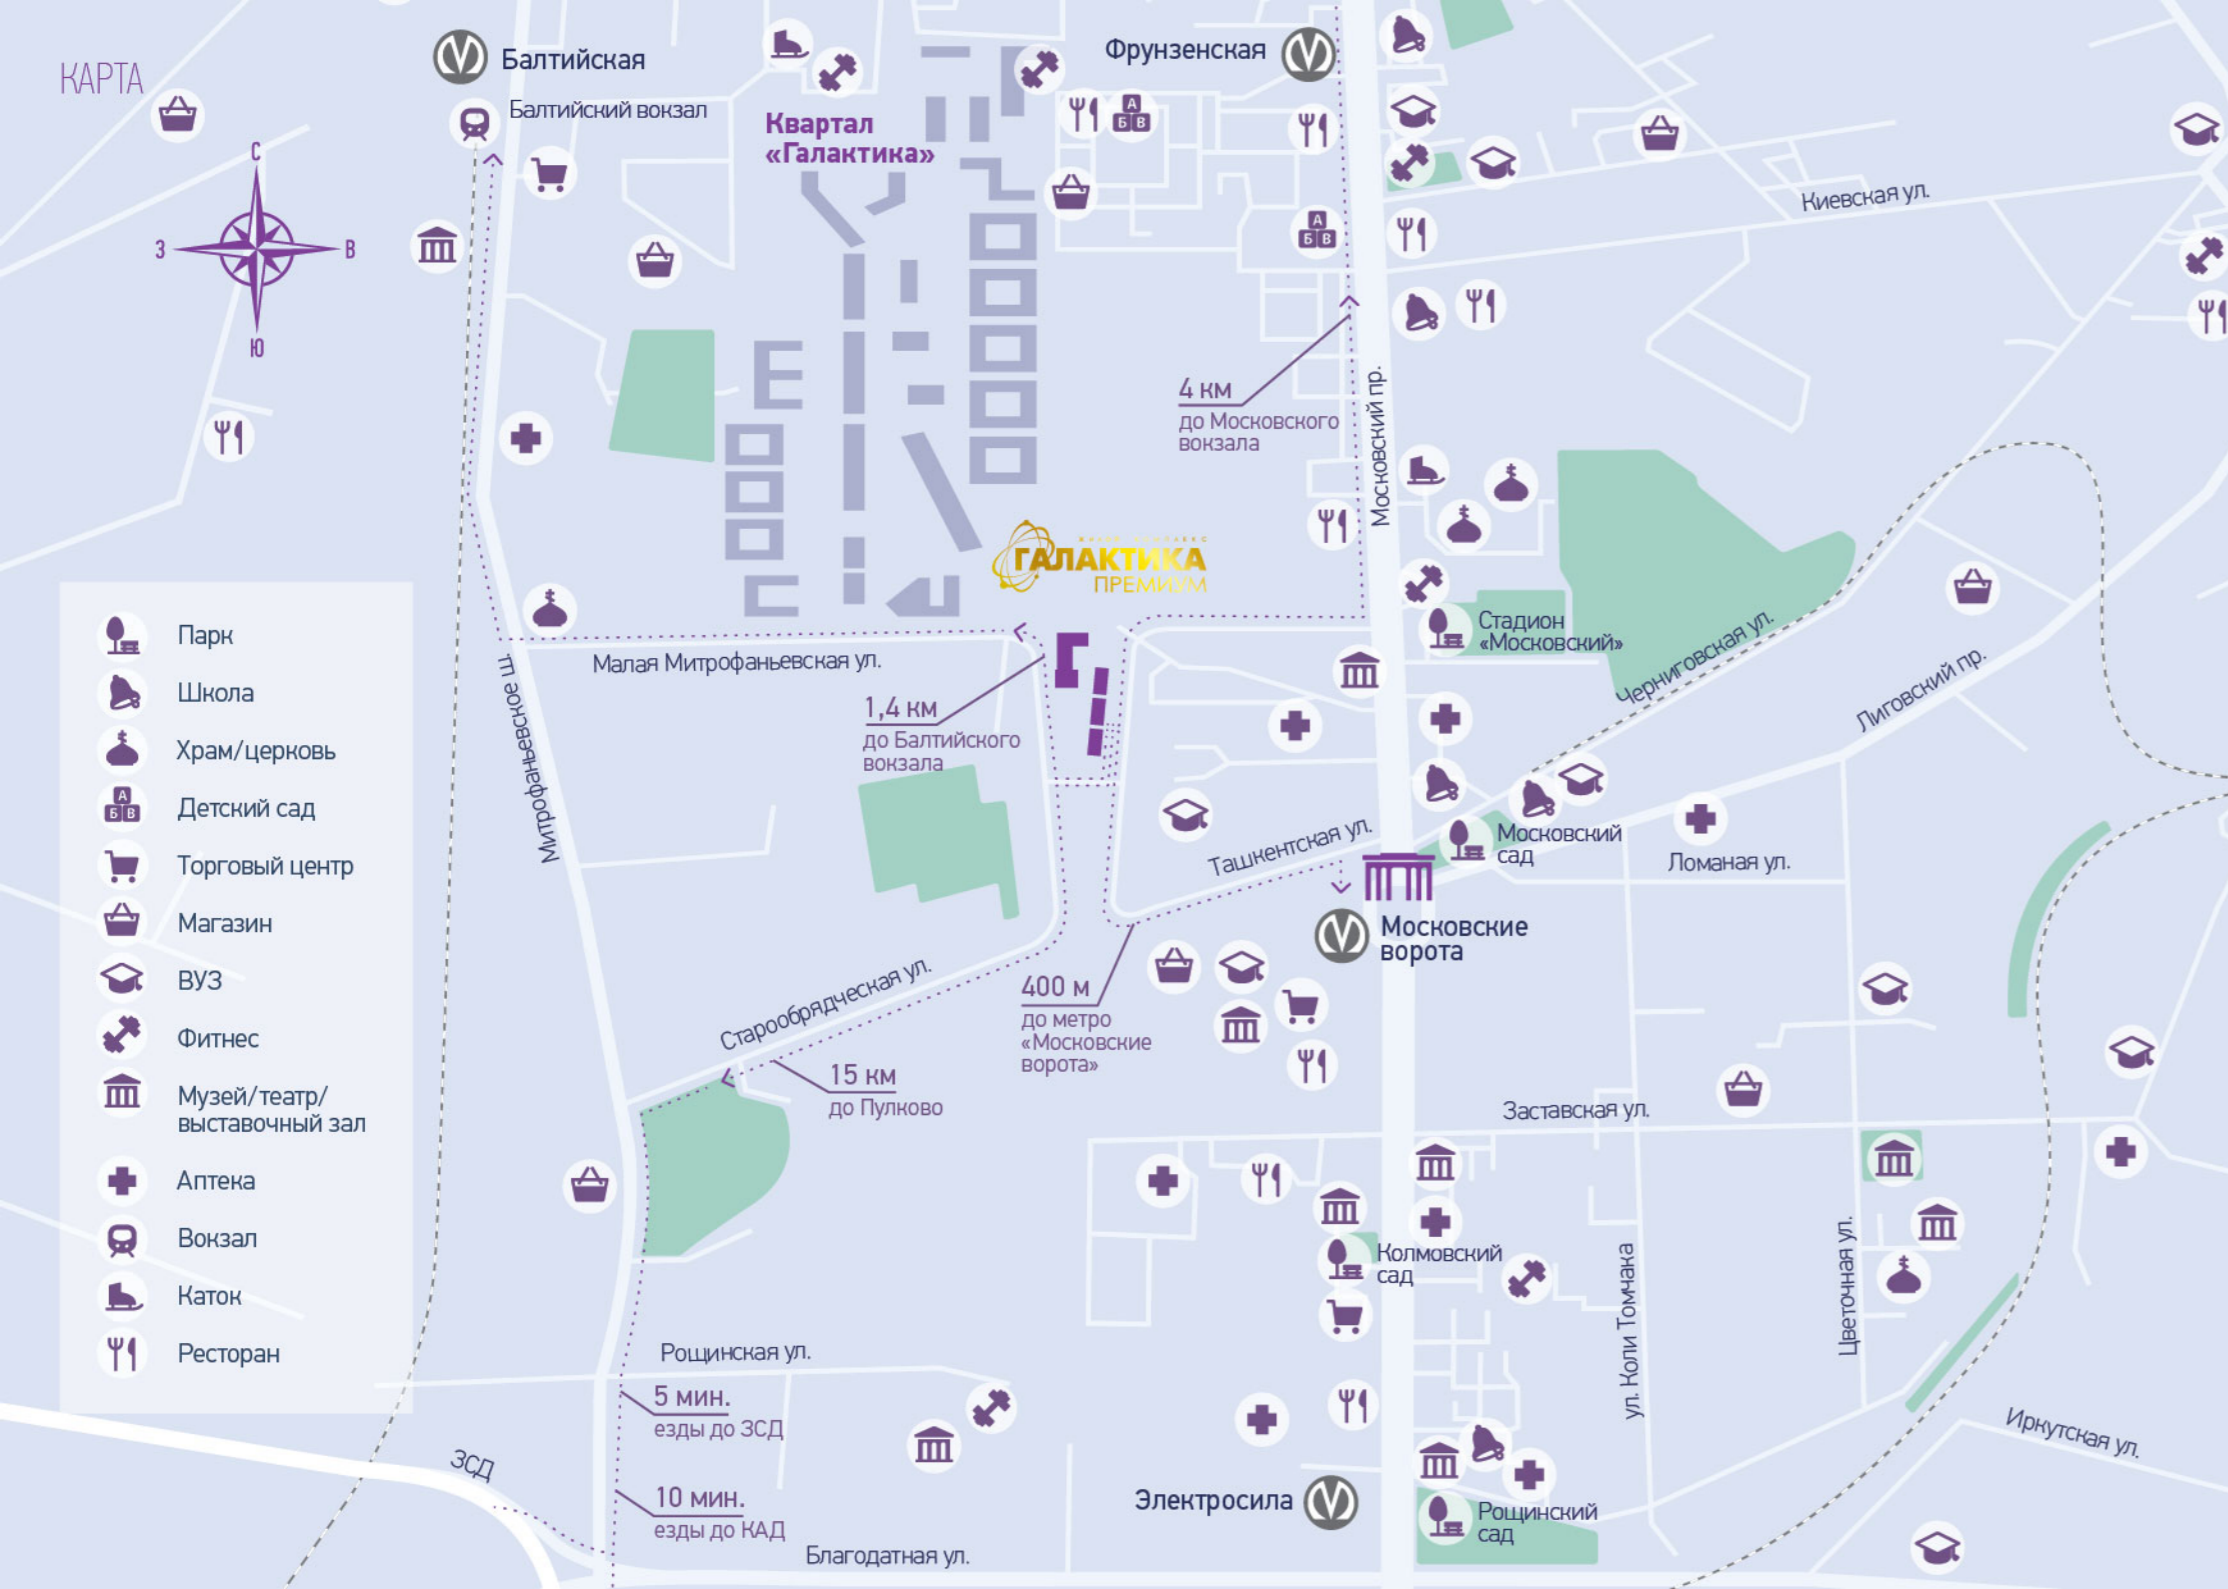 КАРТА
С
З
В
Ю
Балтийская
Балтийский вокзал
Квартал
«Галактика»
Фрунзенская
Киевская ул.
4 км
до Московского
вокзала
Московский пр.
ГАЛАКТИКА
ПРЕМИУМ
Стадион
«Московский»
Черниговская ул.
Лиговский пр.
Малая Митрофаньевская ул.
Митрофаньевское ш.
1,4 км
до Балтийского
вокзала
Ташкентская ул.
Московский
сад
Ломаная ул.
Московские
ворота
Старообрядческая ул.
400 м
до метро
«Московские
ворота»
15 км
до Пулково
Заставская ул.
Колмовский
сад
ул. Коли Томчака
Цветочная ул.
Рощинская ул.
5 мин.
езды до ЗСД
ЗСД
10 мин.
езды до КАД
Благодатная ул.
Электросила
Рощинский
сад
Иркутская ул.
Парк
Школа
Храм/церковь
А
Б В
Детский сад
Торговый центр
Магазин
ВУЗ
Фитнес
Музей/театр/
выставочный зал
Аптека
Вокзал
Каток
Ресторан
А
Б В
А
Б В